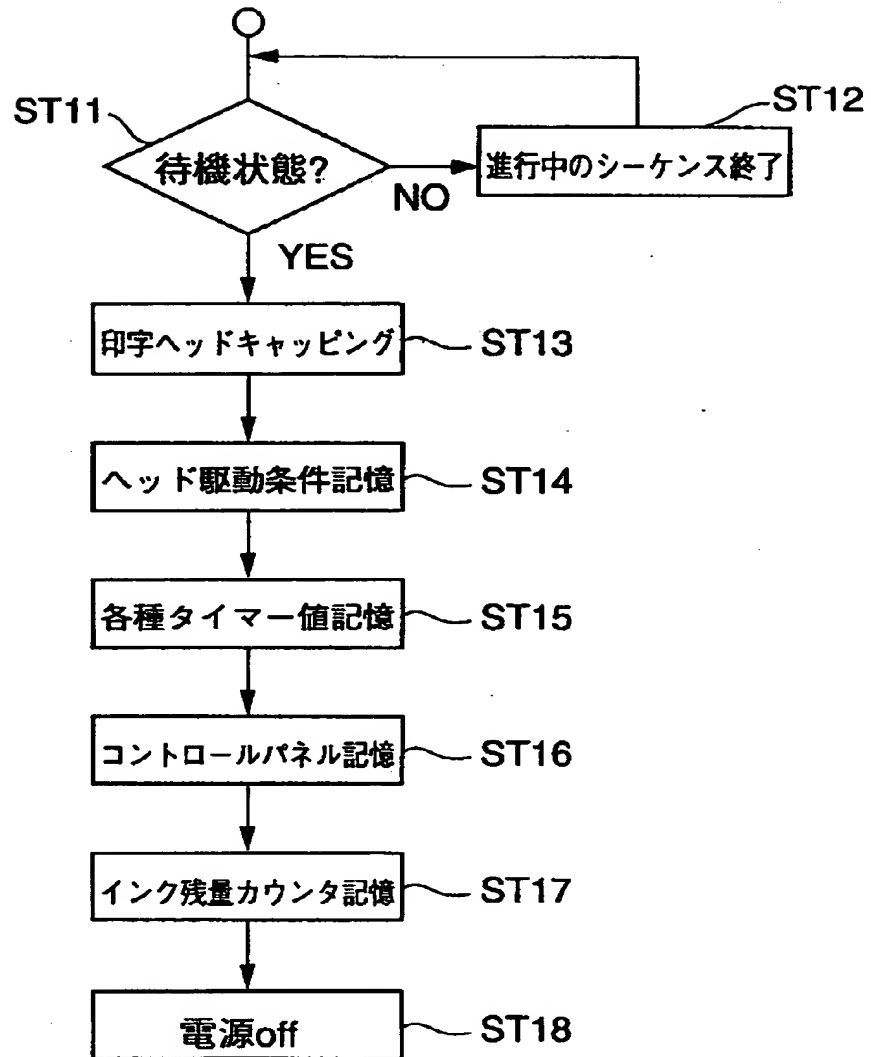 ST11
ST12
待機状態?
進行中のシーケンス終了
NO
YES
印字ヘッドキャッピング
ST13
ヘッド駆動条件記憶
ST14
各種タイマー値記憶
ST15
コントロールパネル記憶
ST16
インク残量カウンタ記憶
ST17
電源off
ST18